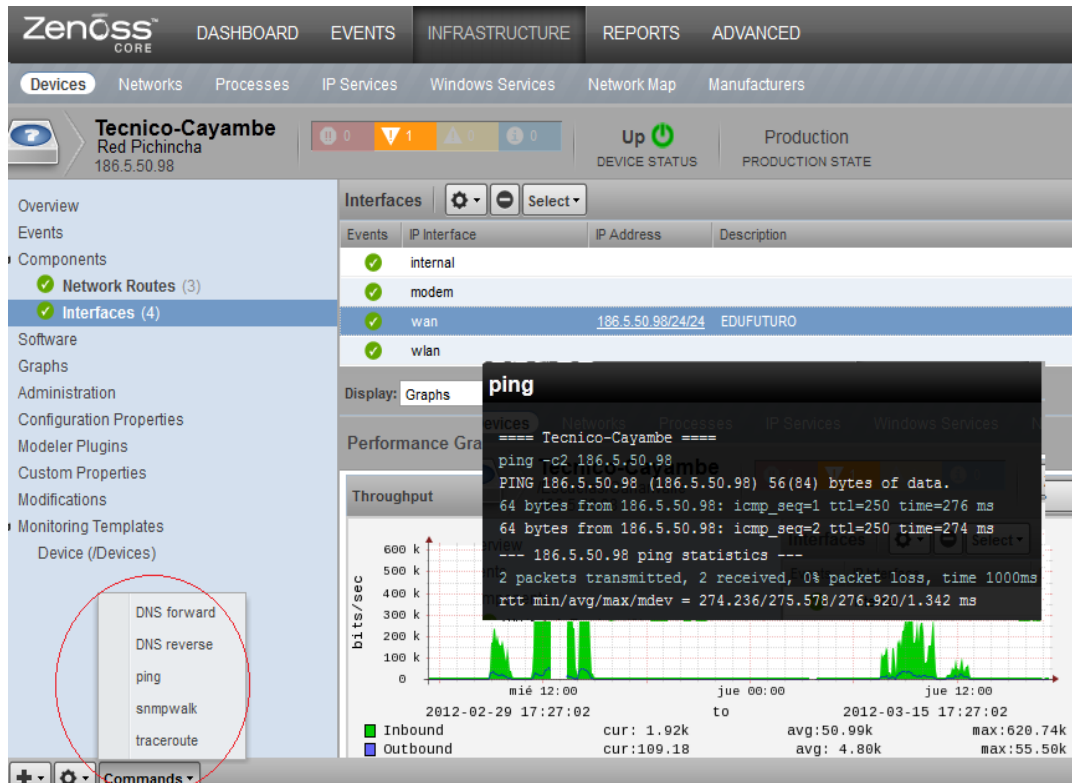 Zenoss CORE
DASHBOARD EVENTS INFRASTRUCTURE REPORTS ADVANCED
Devices Networks Processes IP Services Windows Services Network Map Manufacturers
Tecnico-Cayambe
Red Pichincha
186.5.50.98
0 1 0 0
Up
DEVICE STATUS
Production
PRODUCTION STATE
Overview
Events
Components
Network Routes (3)
Interfaces (4)
Software
Graphs
Administration
Configuration Properties
Modeler Plugins
Custom Properties
Modifications
Monitoring Templates
Device (/Devices)
DNS forward
DNS reverse
ping
snmpwalk
traceroute
Commands
Interfaces Select
Events IP Interface IP Address Description
internal
modem
wan 186.5.50.98/24/24 EDUFUTURO
wlan
Display: Graphs
Performance Gra
Throughput
ping
==== Tecnico-Cayambe ====
ping -c2 186.5.50.98
PING 186.5.50.98 (186.5.50.98) 56(84) bytes of data.
64 bytes from 186.5.50.98: icmp_seq=1 ttl=250 time=276 ms
64 bytes from 186.5.50.98: icmp_seq=2 ttl=250 time=274 ms
--- 186.5.50.98 ping statistics ---
2 packets transmitted, 2 received, 0% packet loss, time 1000ms
rtt min/avg/max/mdev = 274.236/275.578/276.920/1.342 ms
bits/sec
600 k
500 k
400 k
300 k
200 k
100 k
0
mié 12:00 jue 00:00 jue 12:00
2012-02-29 17:27:02 to 2012-03-15 17:27:02
Inbound cur: 1.92k avg:50.99k max:620.74k
Outbound cur:109.18 avg: 4.80k max:55.50k